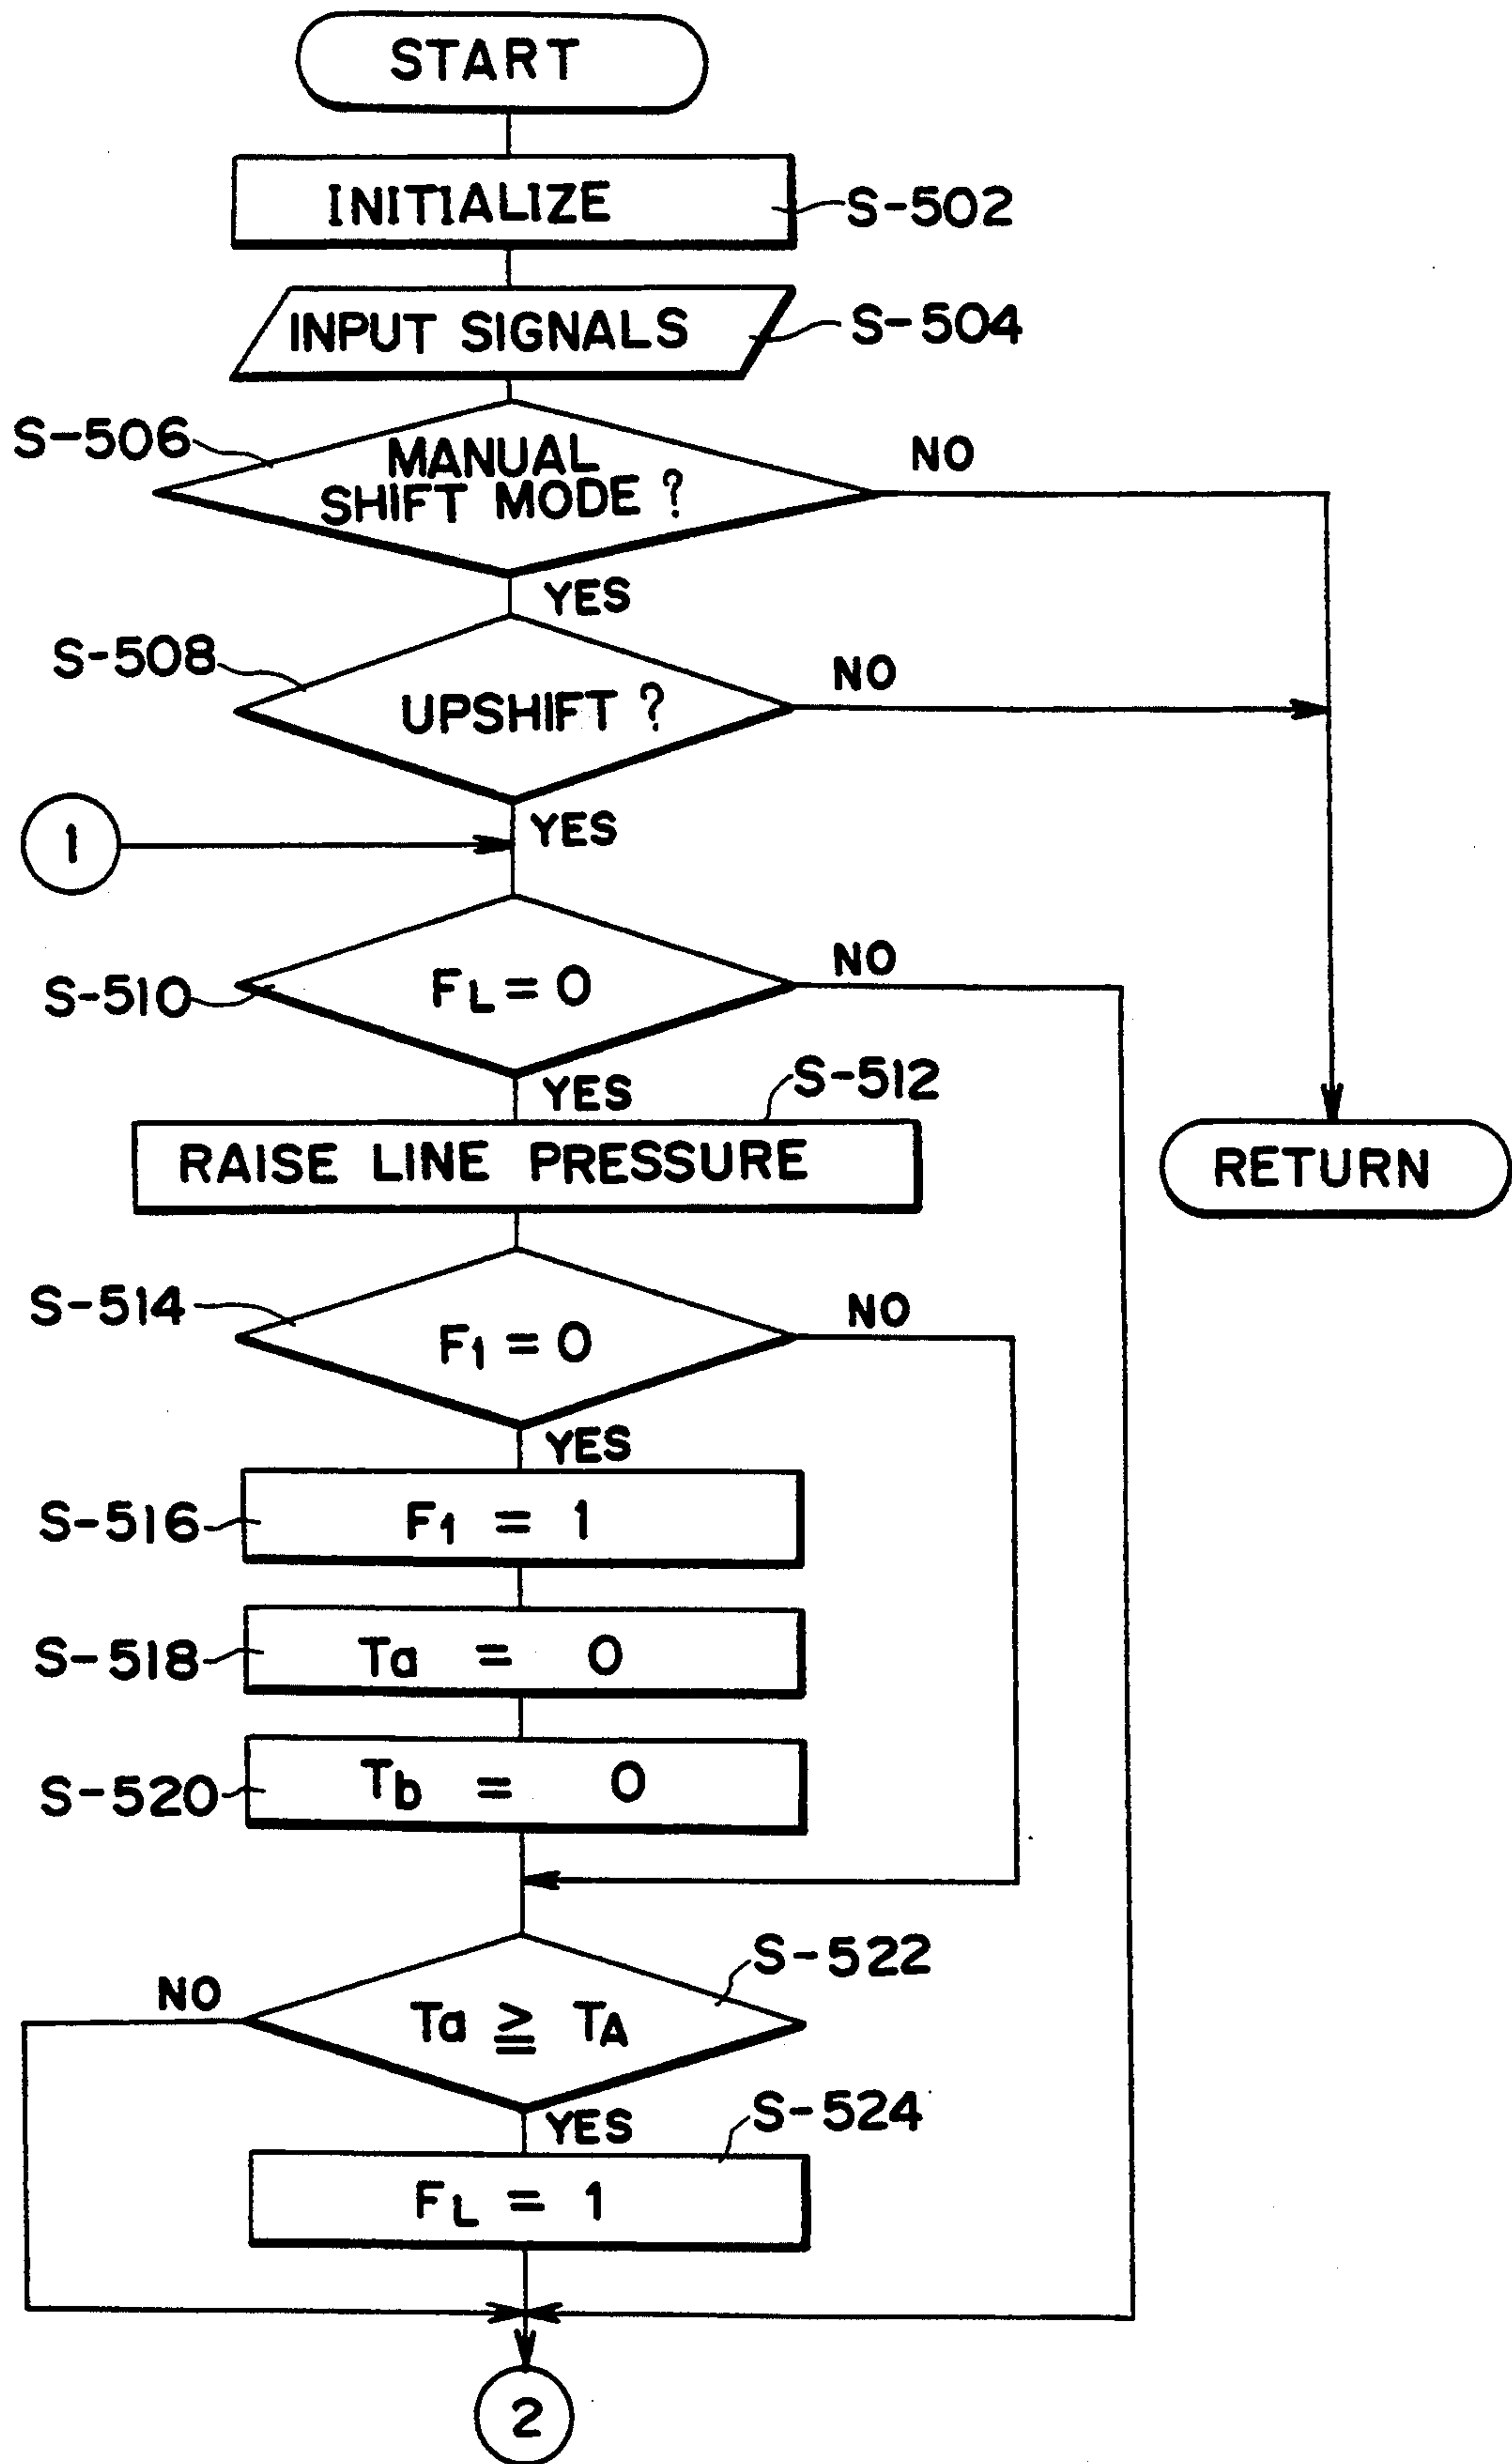 START
INITIALIZE
S-502
INPUT SIGNALS
S-504
S-506
MANUAL
SHIFT MODE ?
NO
YES
S-508
UPSHIFT ?
NO
YES
1
S-510
FL = 0
NO
YES
S-512
RAISE LINE PRESSURE
RETURN
S-514
F1 = 0
NO
YES
S-516
F1 = 1
S-518
Ta = 0
S-520
Tb = 0
S-522
NO
Ta ≧ TA
YES
S-524
FL = 1
2